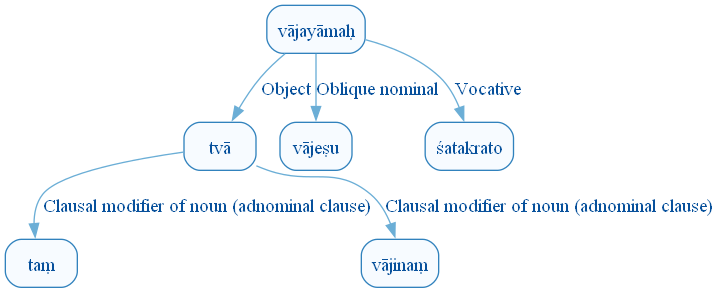 vājayāmaḥ
Object Oblique nominal Vocative
tvā vājeṣu śatakrato
Clausal modifier of noun (adnominal clause) Clausal modifier of noun (adnominal clause)
taṃ vājinaṃ